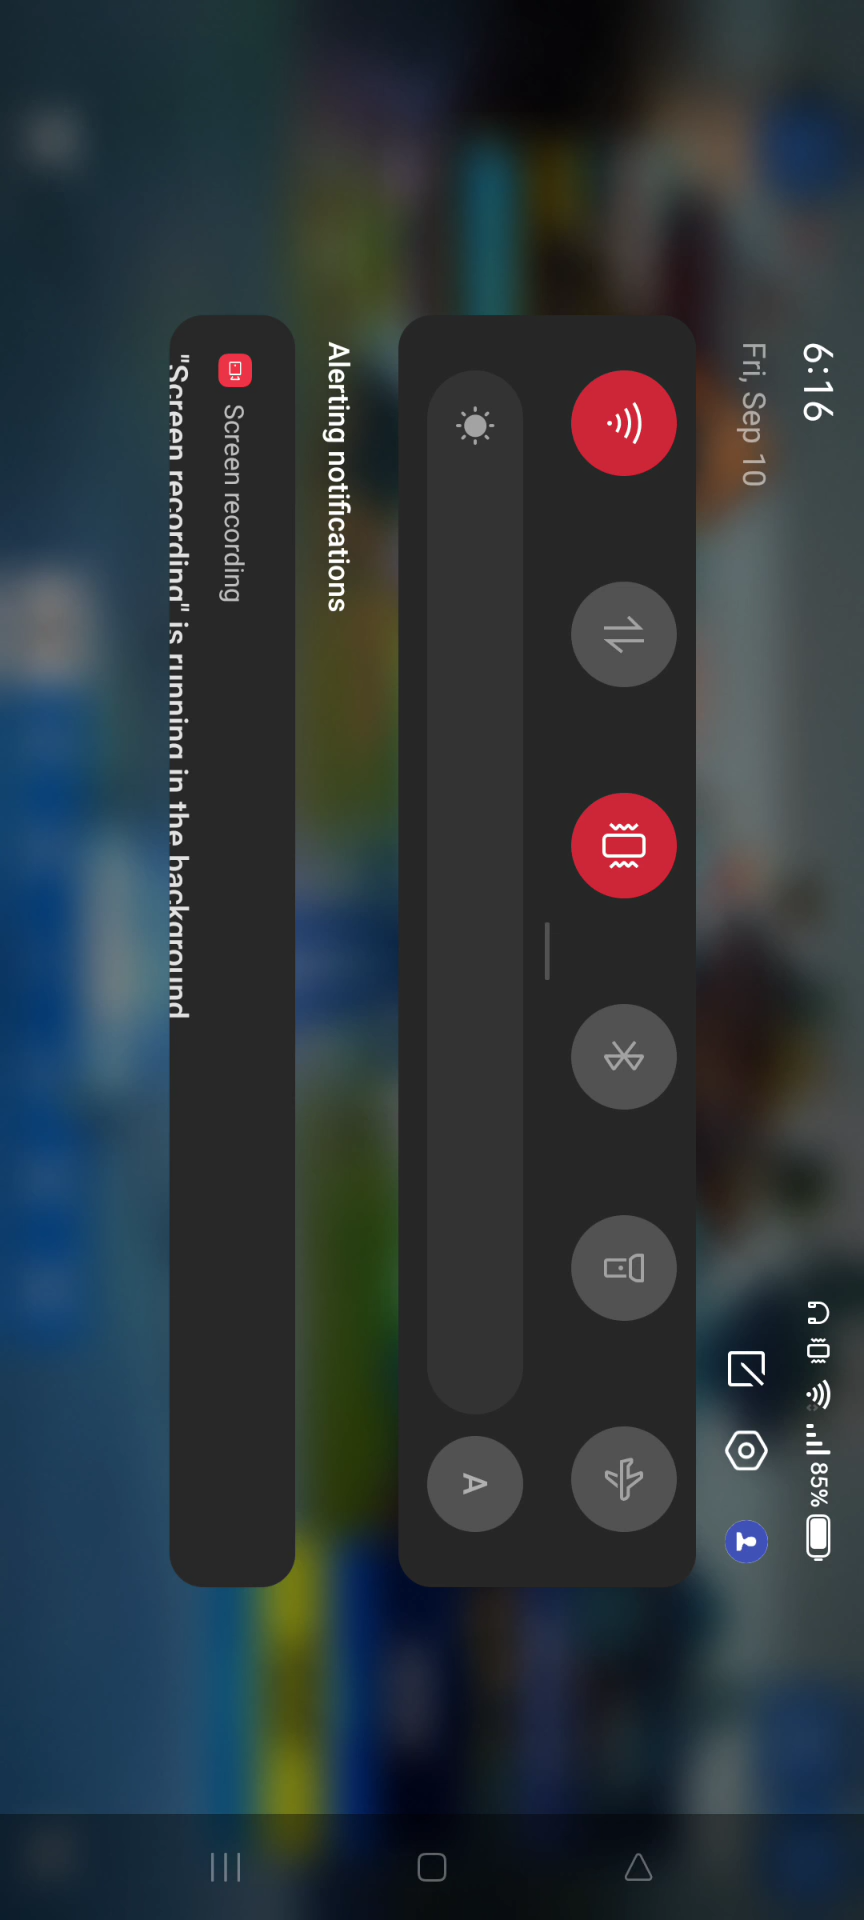 6:16
85%
Fri, Sep 10
A
Alerting notifications
Screen recording
"Screen recording" is running in the background